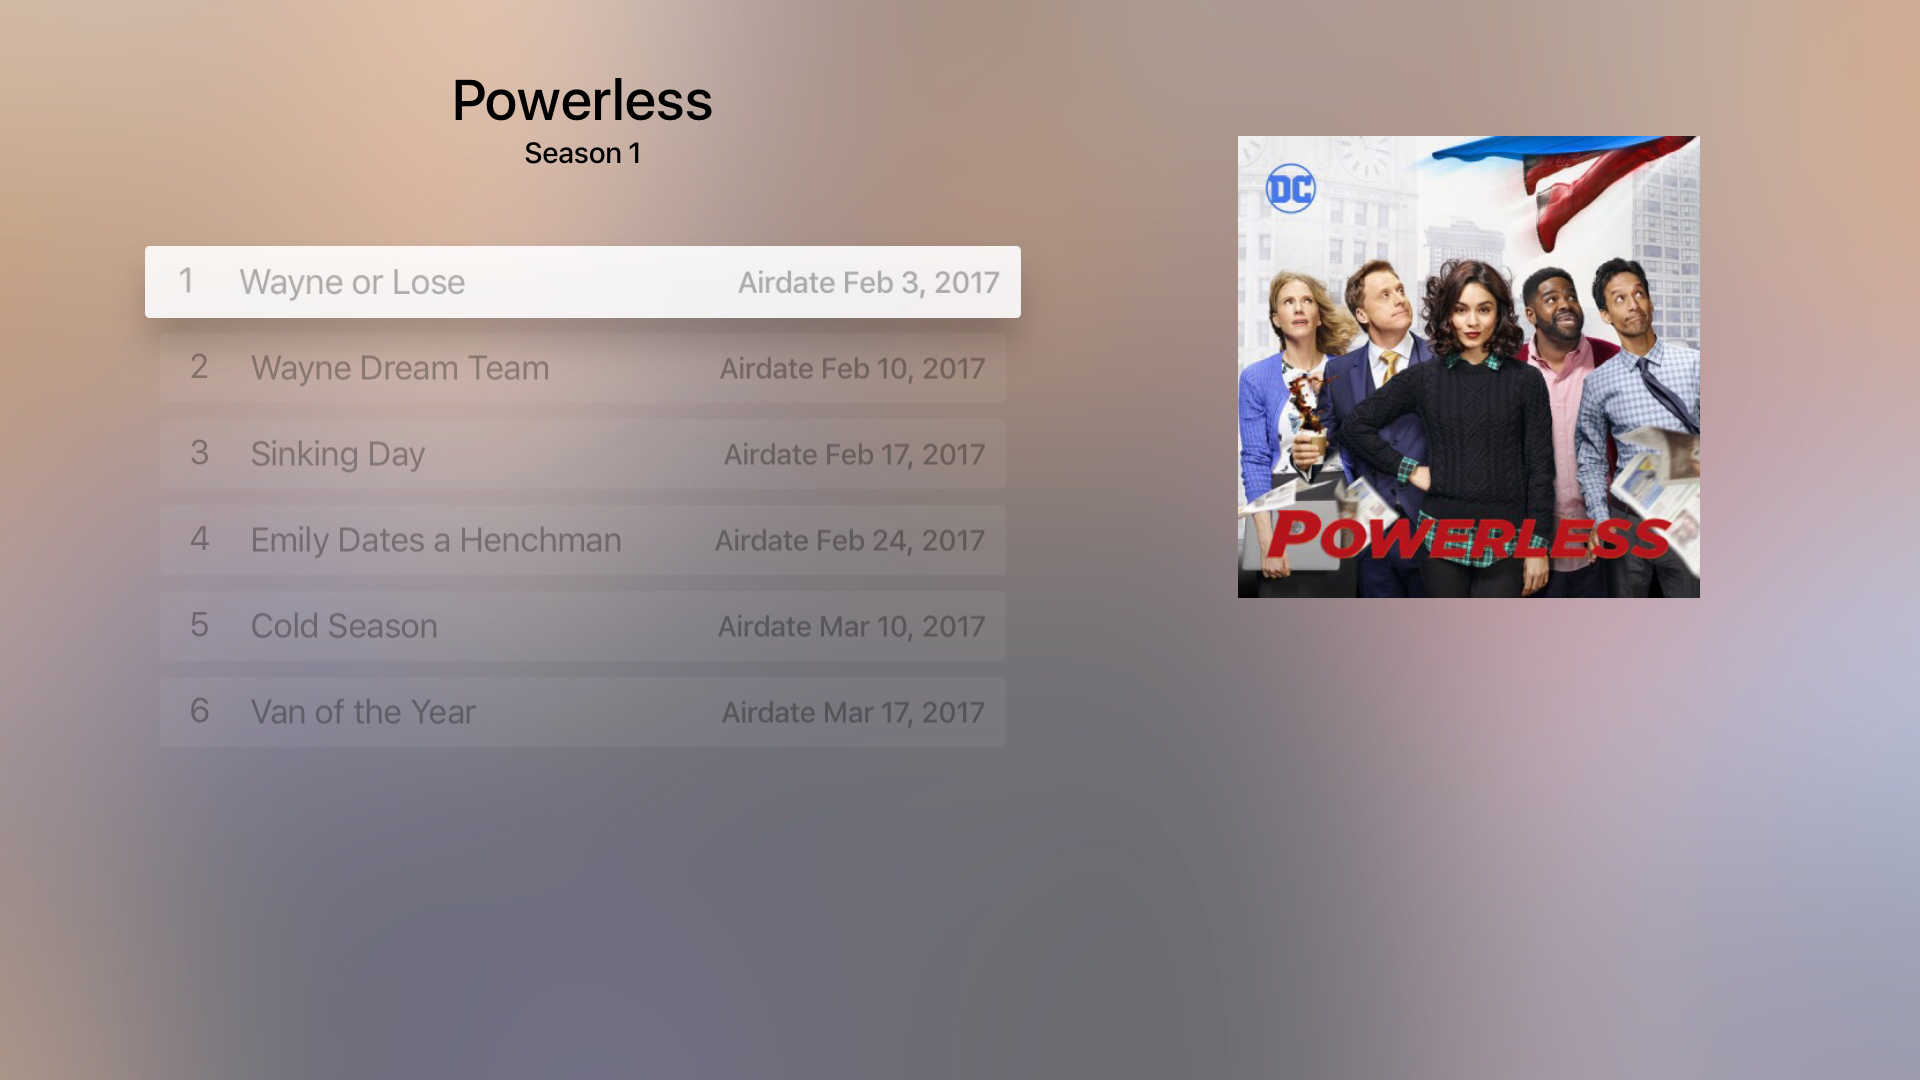 Powerless
Season 1
1 Wayne or Lose Airdate Feb 3, 2017
2 Wayne Dream Team Airdate Feb 10, 2017
3 Sinking Day Airdate Feb 17, 2017
4 Emily Dates a Henchman Airdate Feb 24, 2017
5 Cold Season Airdate Mar 10, 2017
6 Van of the Year Airdate Mar 17, 2017
DC
POWERLESS